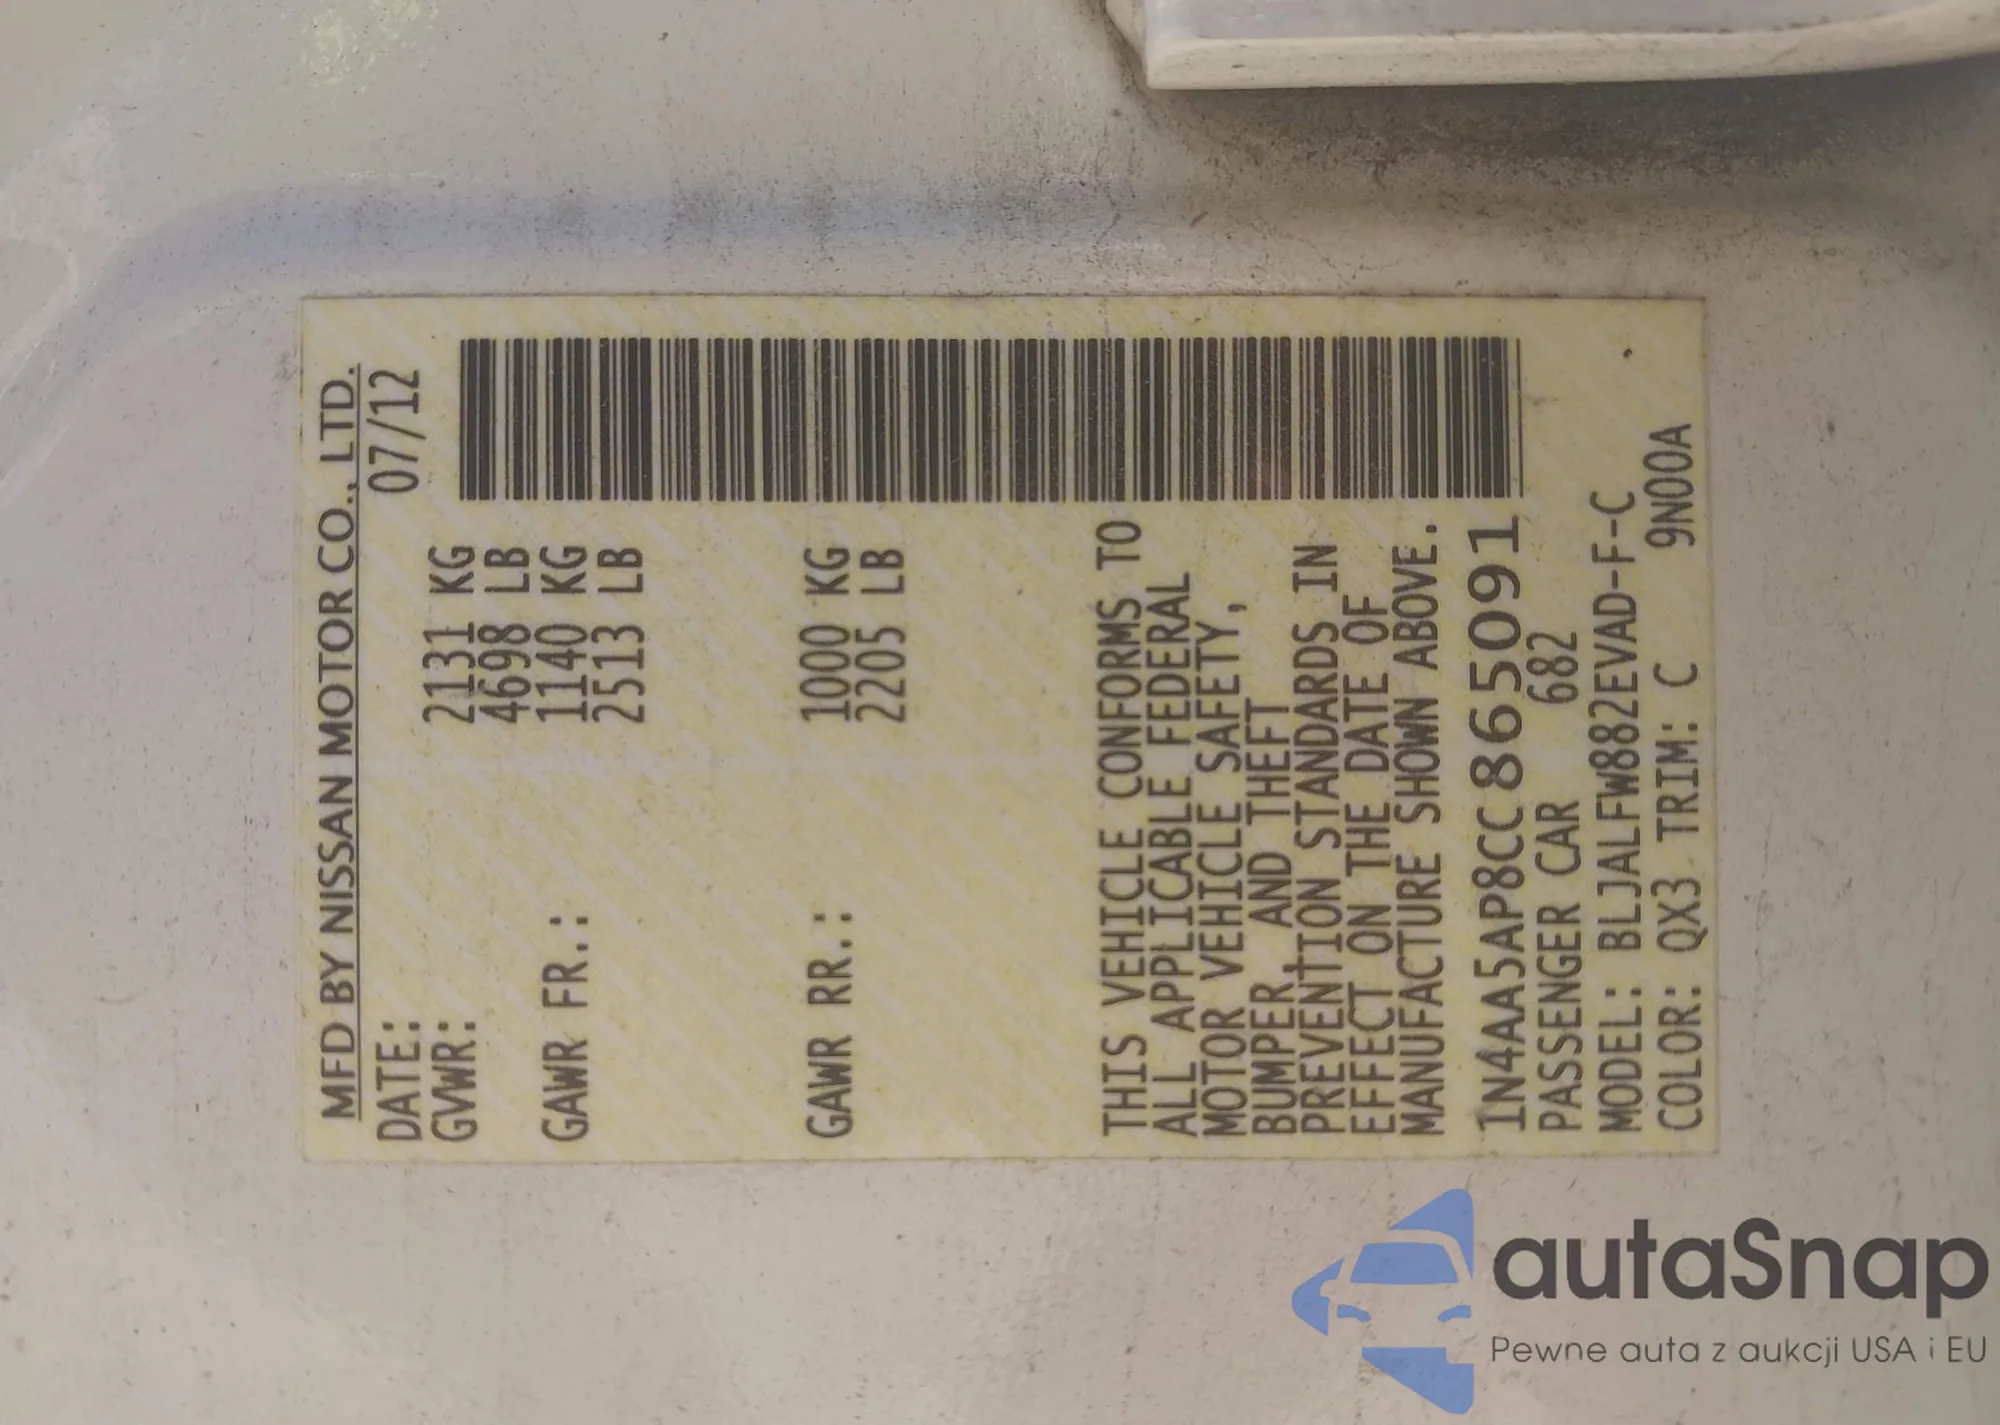 MFD BY NISSAN MOTOR CO., LTD.
DATE: 07/12
GVWR: 2131 KG
4698 LB
GAWR FR.: 1140 KG
2513 LB
GAWR RR.: 1000 KG
2205 LB
THIS VEHICLE CONFORMS TO
ALL APPLICABLE FEDERAL
MOTOR VEHICLE SAFETY,
BUMPER, AND THEFT
PREVENTION STANDARDS IN
EFFECT ON THE DATE OF
MANUFACTURE SHOWN ABOVE.
1N4AA5AP8CC865091
PASSENGER CAR 682
MODEL: BLJALFW882EVAD-F-C
COLOR: QX3 TRIM: C 9N00A
autaSnap
Pewne auta z aukcji USA i EU